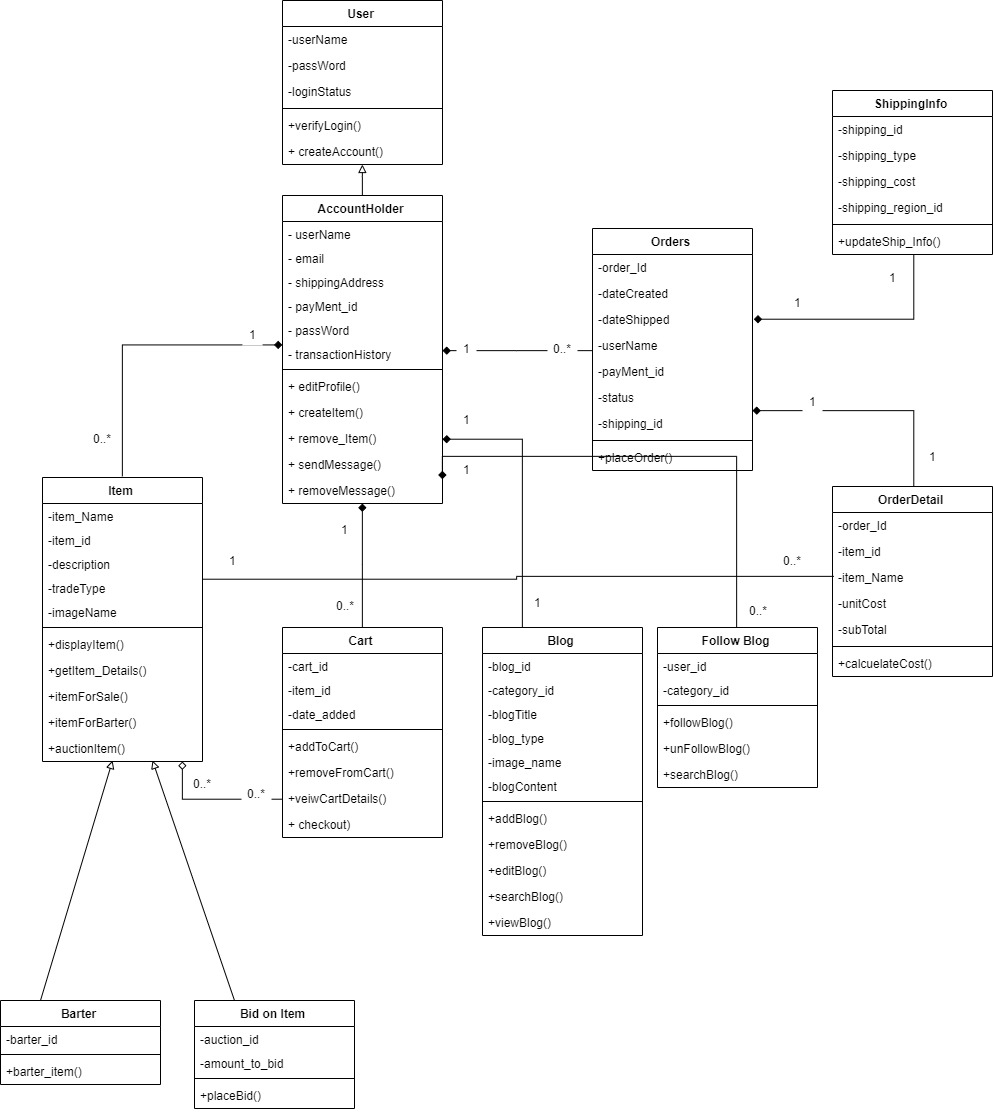 User
-userName
-passWord
-loginStatus
+verifyLogin()
+ createAccount()
ShippingInfo
-shipping_id
-shipping_type
-shipping_cost
-shipping_region_id
+updateShip_Info()
1
AccountHolder
- userName
- email
- shippingAddress
- payMent_id
- passWord
- transactionHistory
+ editProfile()
+ createItem()
+ remove_Item()
+ sendMessage()
+ removeMessage()
Orders
-order_Id
-dateCreated
-dateShipped
-userName
-payMent_id
-status
-shipping_id
+placeOrder()
1
1
1
0..*
1
0..*
1
1
1
1
0..*
Item
-item_Name
-item_id
-description
-tradeType
-imageName
+displayItem()
+getItem_Details()
+itemForSale()
+itemForBarter()
+auctionItem()
OrderDetail
-order_Id
-item_id
-item_Name
-unitCost
-subTotal
+calcuelateCost()
1
0..*
1
0..*
0..*
0..*
Cart
-cart_id
-item_id
-date_added
+addToCart()
+removeFromCart()
+veiwCartDetails()
+ checkout)
Blog
-blog_id
-category_id
-blogTitle
-blog_type
-image_name
-blogContent
+addBlog()
+removeBlog()
+editBlog()
+searchBlog()
+viewBlog()
Follow Blog
-user_id
-category_id
+followBlog()
+unFollowBlog()
+searchBlog()
Barter
-barter_id
+barter_item()
Bid on Item
-auction_id
-amount_to_bid
+placeBid()